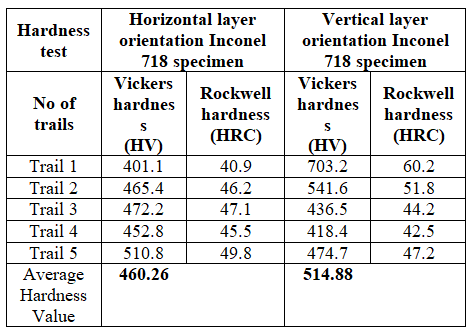 Hardness test Horizontal layer orientation Inconel 718 specimen Vertical layer orientation Inconel 718 specimen
No of trails Vickers hardnes s (HV) Rockwell hardness (HRC) Vickers hardnes s (HV) Rockwell hardness (HRC)
Trail 1 401.1 40.9 703.2 60.2
Trail 2 465.4 46.2 541.6 51.8
Trail 3 472.2 47.1 436.5 44.2
Trail 4 452.8 45.5 418.4 42.5
Trail 5 510.8 49.8 474.7 47.2
Average Hardness Value 460.26 514.88